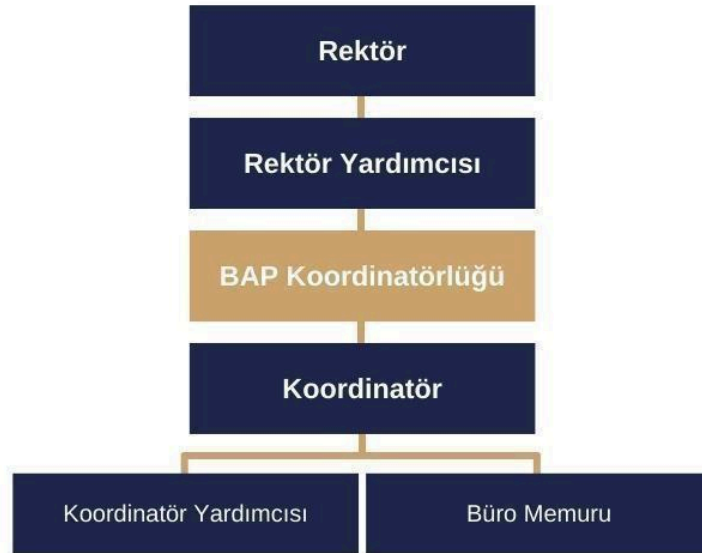 Rektör
Rektör Yardımcısı
BAP Koordinatörlüğü
Koordinatör
Koordinatör Yardımcısı
Büro Memuru